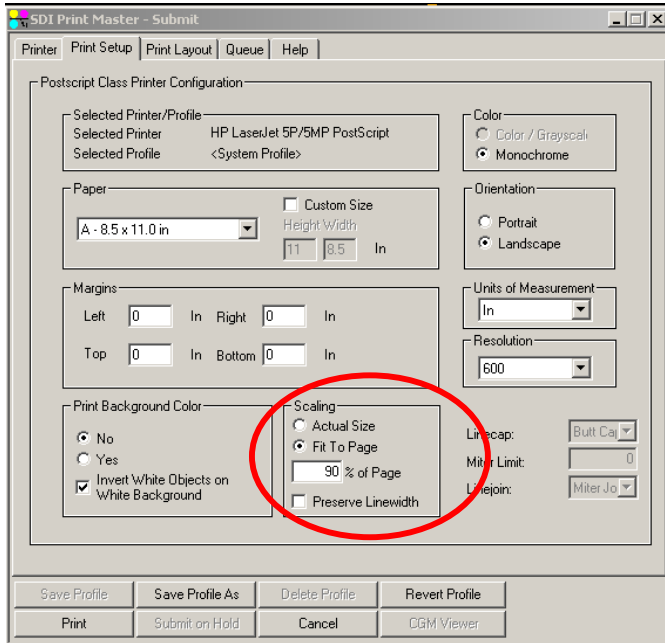 SDI Print Master - Submit
Printer Print Setup Print Layout Queue Help
Postscript Class Printer Configuration
Selected Printer/Profile
Selected Printer HP LaserJet 5P/5MP PostScript
Selected Profile <System Profile>
Color
Color / Grayscale
Monochrome
Paper
A - 8.5 x 11.0 in
Custom Size
Height Width
11 8.5 In
Orientation
Portrait
Landscape
Margins
Left 0 In Right 0 In
Top 0 In Bottom 0 In
Units of Measurement
In
Resolution
600
Print Background Color
No
Yes
Invert White Objects on
White Background
Scaling
Actual Size
Fit To Page
90 % of Page
Preserve Linewidth
Linecap: Butt Cap
Miter Limit: 0
Linejoin: Miter Jo
Save Profile Save Profile As Delete Profile Revert Profile
Print Submit on Hold Cancel CGM Viewer